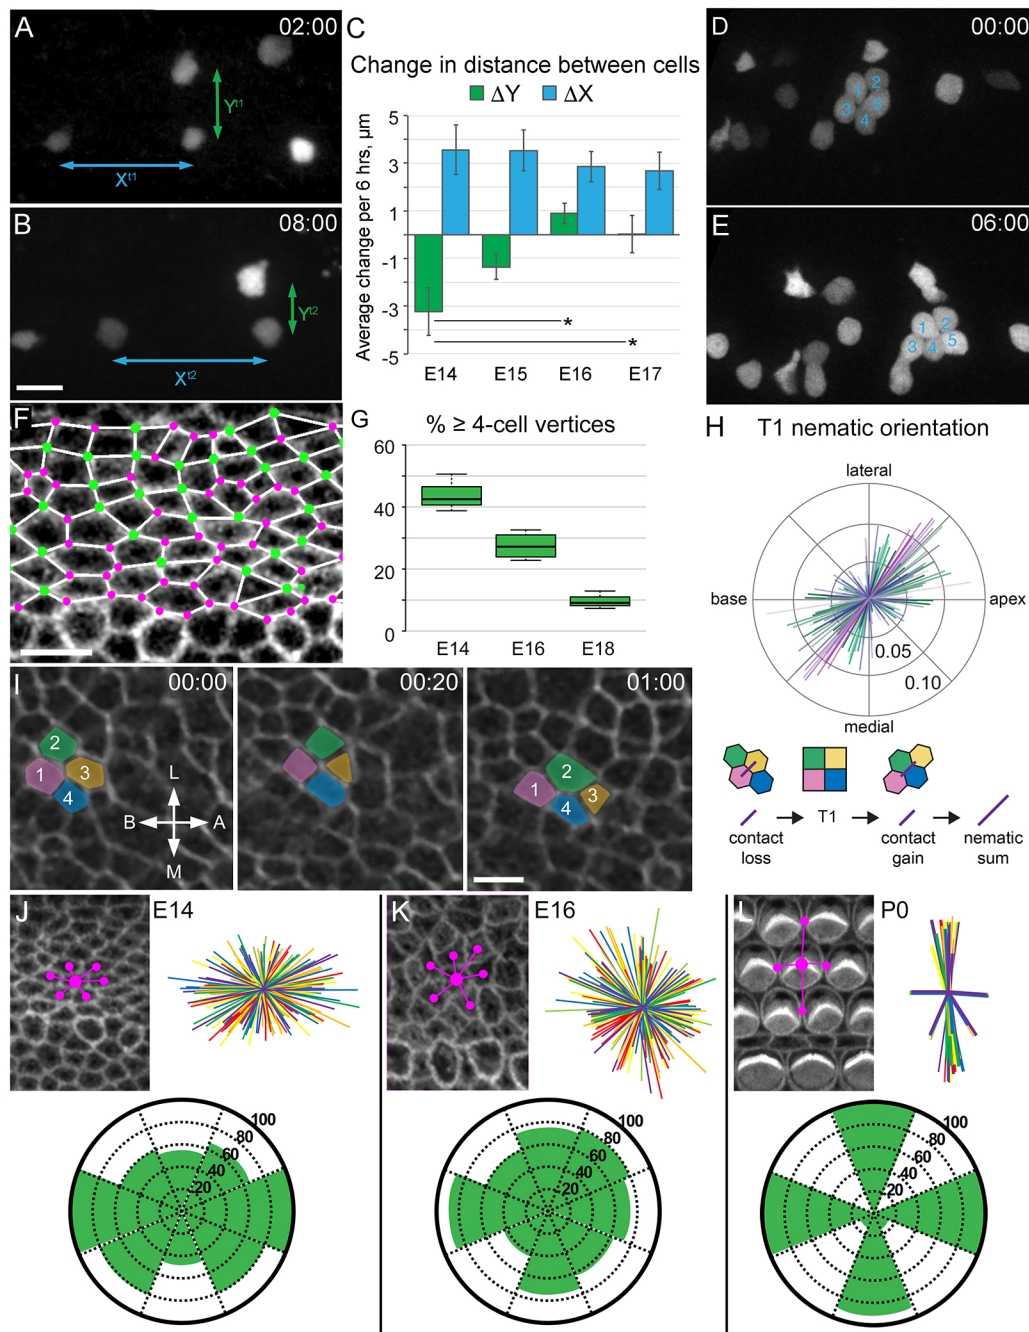 A
02:00
Y^t1
X^t1
B
08:00
Y^t2
X^t2
C
Change in distance between cells
ΔY ΔX
Average change per 6 hrs, µm
5
3
1
-1
-3
-5
*
*
E14 E15 E16 E17
D
00:00
1 2 3 4 5
E
06:00
1 2 3 4 5
F
G
% ≥ 4-cell vertices
60
40
20
0
E14 E16 E18
H
T1 nematic orientation
lateral
base
apex
0.05
0.10
medial
contact loss
T1
contact gain
nematic sum
I
00:00
2
1 3
4
L
B A
M
00:20
01:00
2
1 3
4
J
E14
100
80
60
40
20
K
E16
100
80
60
40
20
L
P0
100
80
60
40
20